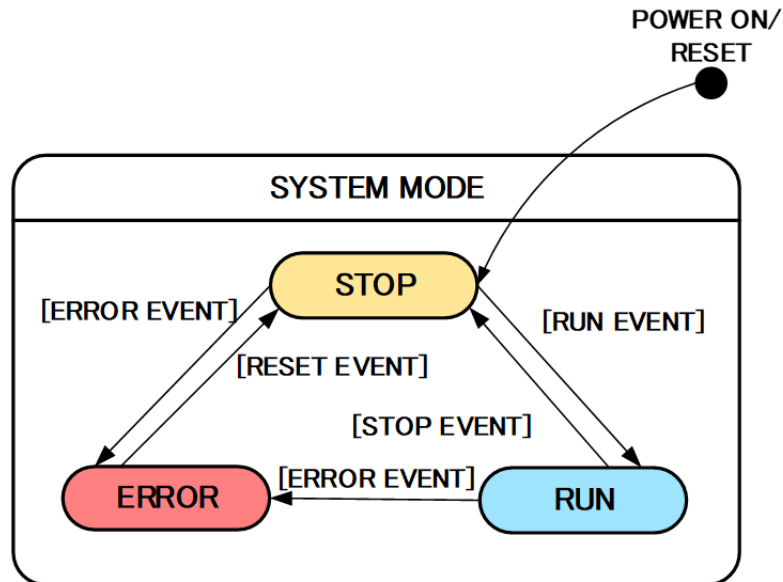 POWER ON/
RESET
SYSTEM MODE
STOP
[ERROR EVENT]
[RUN EVENT]
[RESET EVENT]
[STOP EVENT]
[ERROR EVENT]
ERROR
RUN